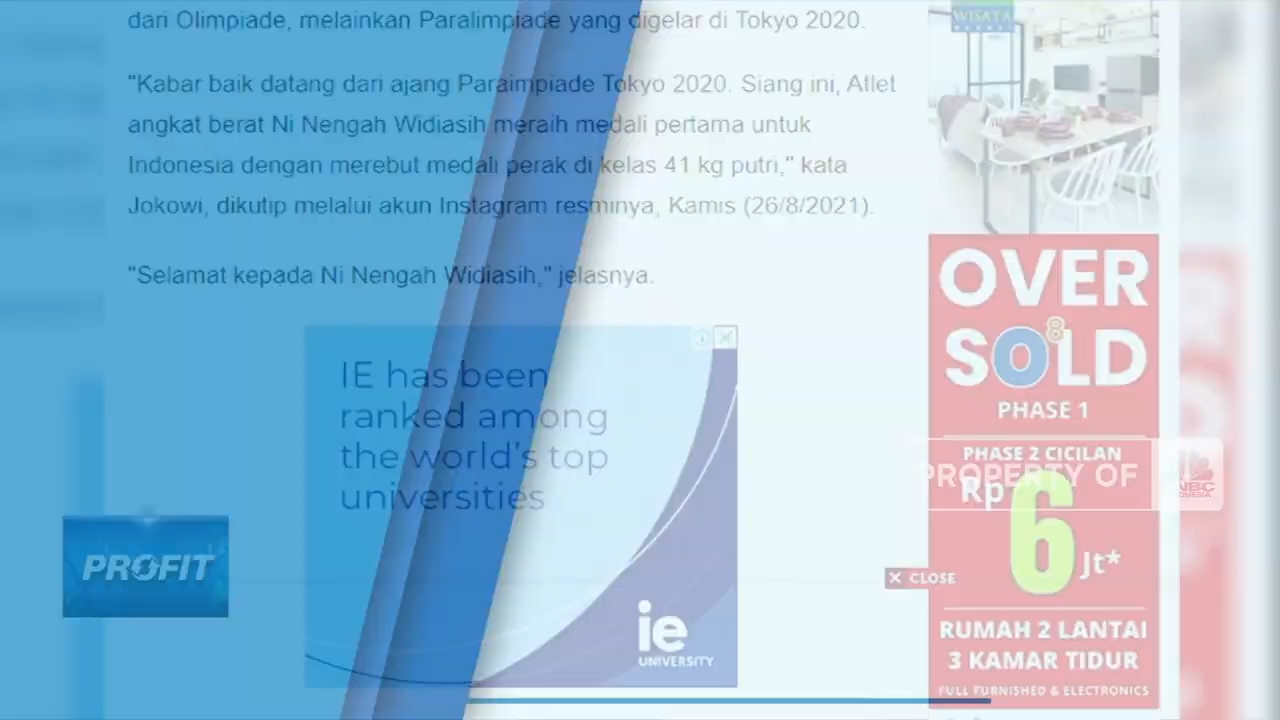 dari Olimpiade, melainkan Paralimpiade yang digelar di Tokyo 2020.
"Kabar baik datang dari ajang Paraimpiade Tokyo 2020. Siang ini, Atlet
angkat berat Ni Nengah Widiasih meraih medali pertama untuk
Indonesia dengan merebut medali perak di kelas 41 kg putri," kata
Jokowi, dikutip melalui akun Instagram resminya, Kamis (26/8/2021).
"Selamat kepada Ni Nengah Widiasih," jelasnya.
IE has been
ranked among
the world's top
universities
ie
UNIVERSITY
PROFIT
WISATA
OVER
SOLD
8
PHASE 1
PHASE 2 CICILAN
Rp 6 Jt*
PROPERTY OF
CNBC
INDONESIA
X CLOSE
RUMAH 2 LANTAI
3 KAMAR TIDUR
FULL FURNISHED & ELECTRONICS